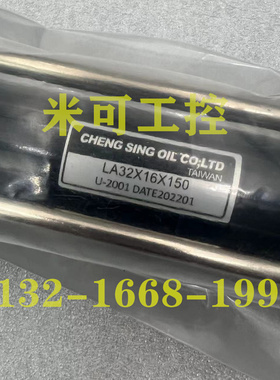 米可工控
CHENG SING OIL CO;LTD
TAIWAN
LA32X16X150
U-2001 DATE202201
132-1668-199